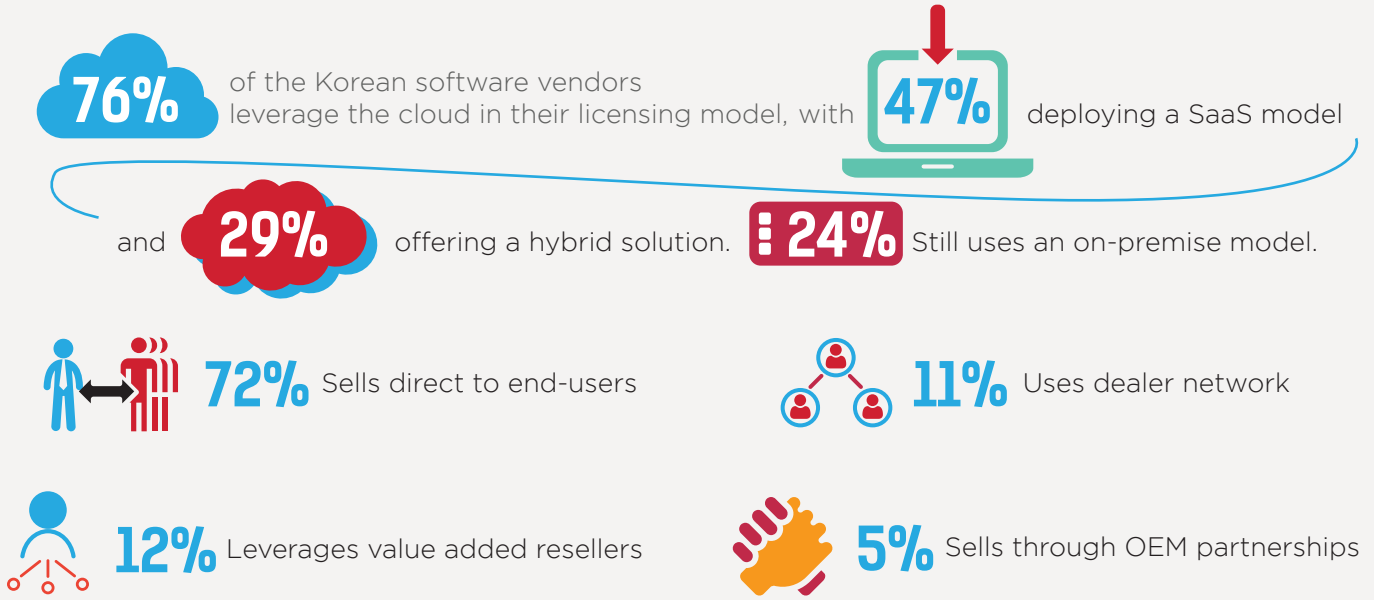 76% of the Korean software vendors
leverage the cloud in their licensing model, with 47% deploying a SaaS model
and 29% offering a hybrid solution. 24% Still uses an on-premise model.
72% Sells direct to end-users
11% Uses dealer network
12% Leverages value added resellers
5% Sells through OEM partnerships